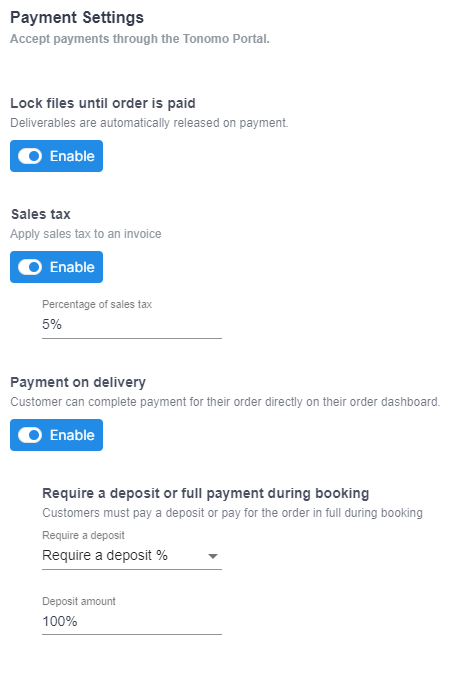 Payment Settings
Accept payments through the Tonomo Portal.
Lock files until order is paid
Deliverables are automatically released on payment.
Enable
Sales tax
Apply sales tax to an invoice
Enable
Percentage of sales tax
5%
Payment on delivery
Customer can complete payment for their order directly on their order dashboard.
Enable
Require a deposit or full payment during booking
Customers must pay a deposit or pay for the order in full during booking
Require a deposit
Require a deposit %
Deposit amount
100%